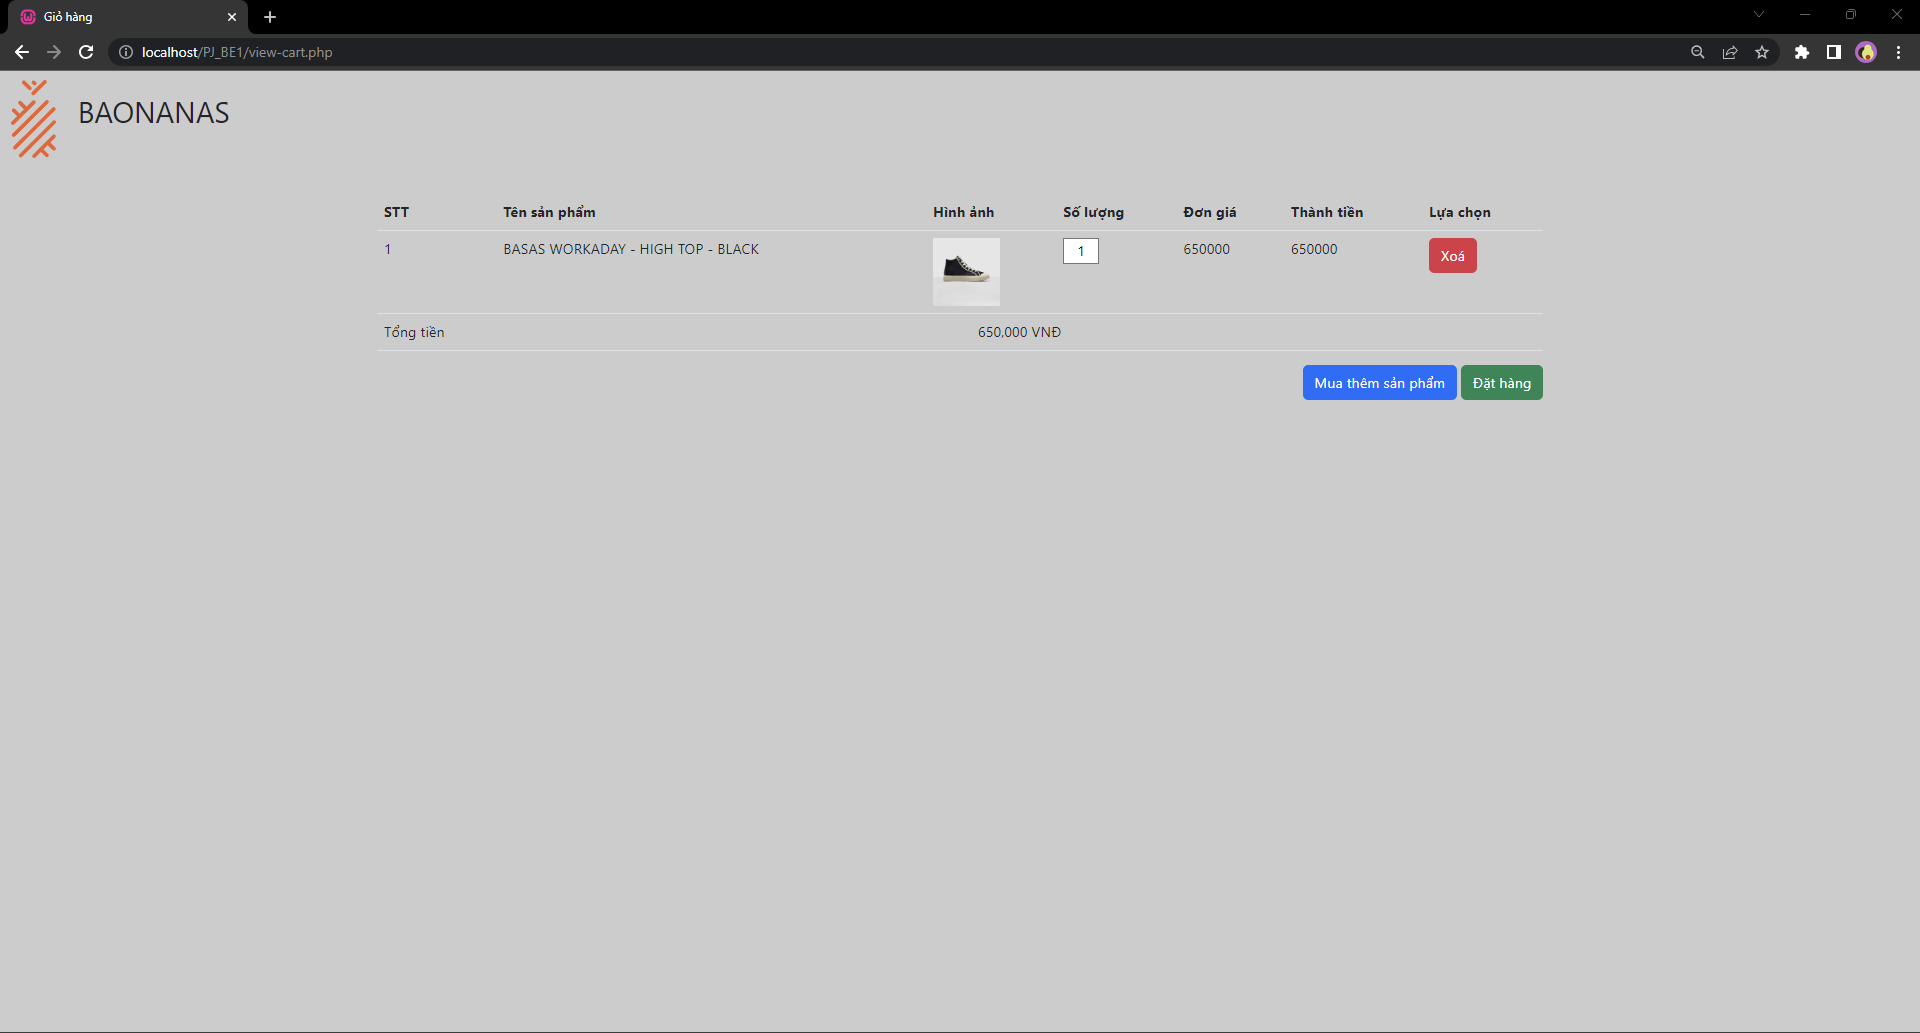 Giỏ hàng
localhost/PJ_BE1/view-cart.php
BAONANAS
STT Tên sản phẩm Hình ảnh Số lượng Đơn giá Thành tiền Lựa chọn
1 BASAS WORKADAY - HIGH TOP - BLACK 1 650000 650000 Xoá
Tổng tiền 650,000 VNĐ
Mua thêm sản phẩm Đặt hàng